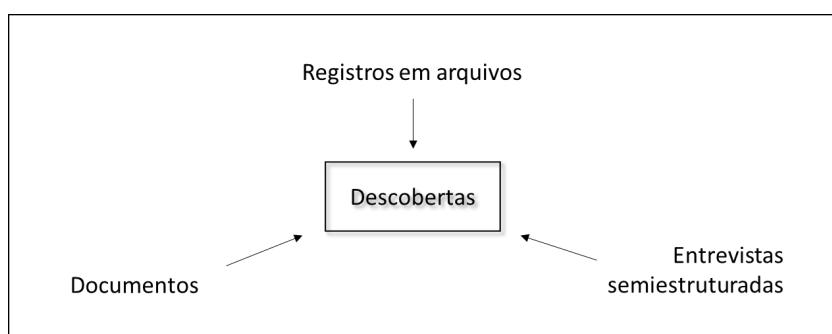 Registros em arquivos
Descobertas
Documentos
Entrevistas
semiestruturadas